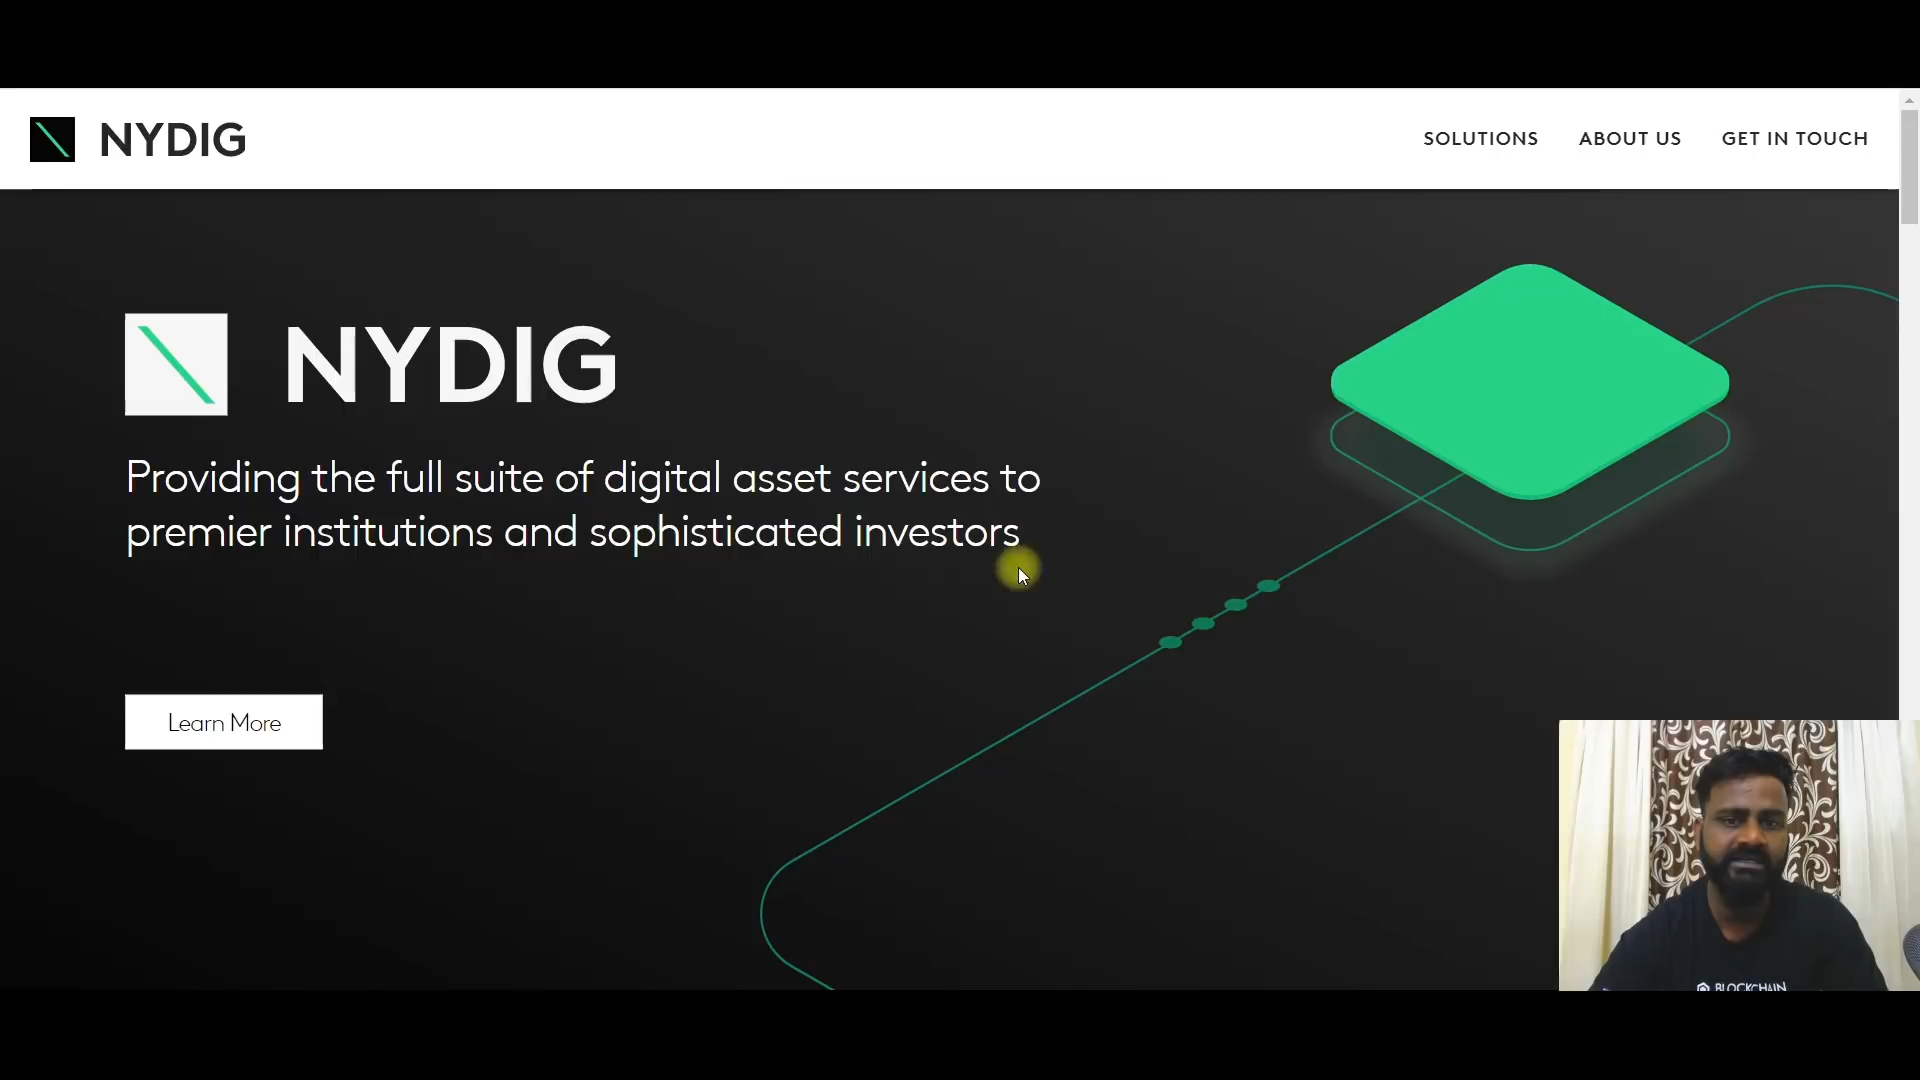 NYDIG
SOLUTIONS
ABOUT US
GET IN TOUCH
NYDIG
Providing the full suite of digital asset services to
premier institutions and sophisticated investors
Learn More
BLOCKCHAIN